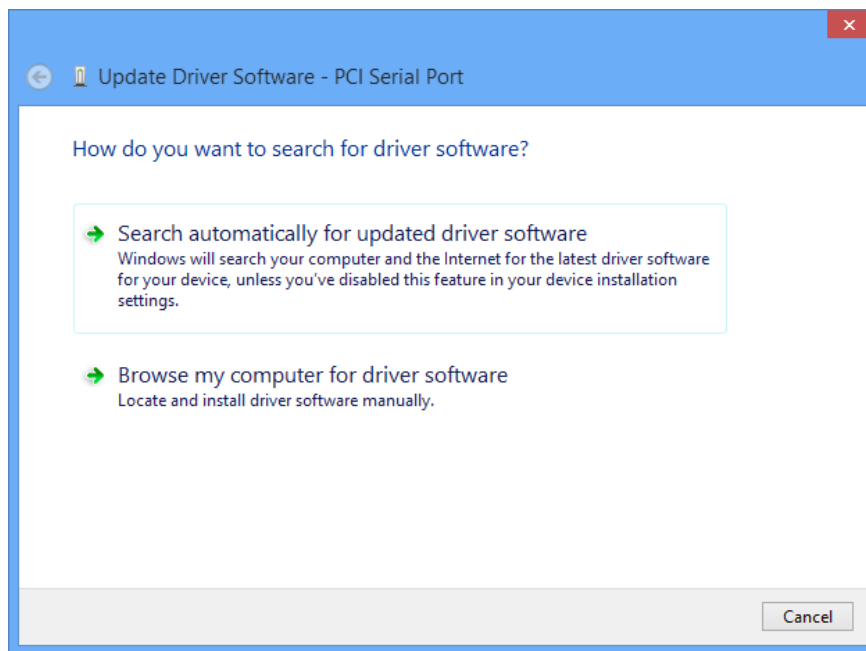 Update Driver Software - PCI Serial Port
How do you want to search for driver software?
Search automatically for updated driver software
Windows will search your computer and the Internet for the latest driver software
for your device, unless you've disabled this feature in your device installation
settings.
Browse my computer for driver software
Locate and install driver software manually.
Cancel